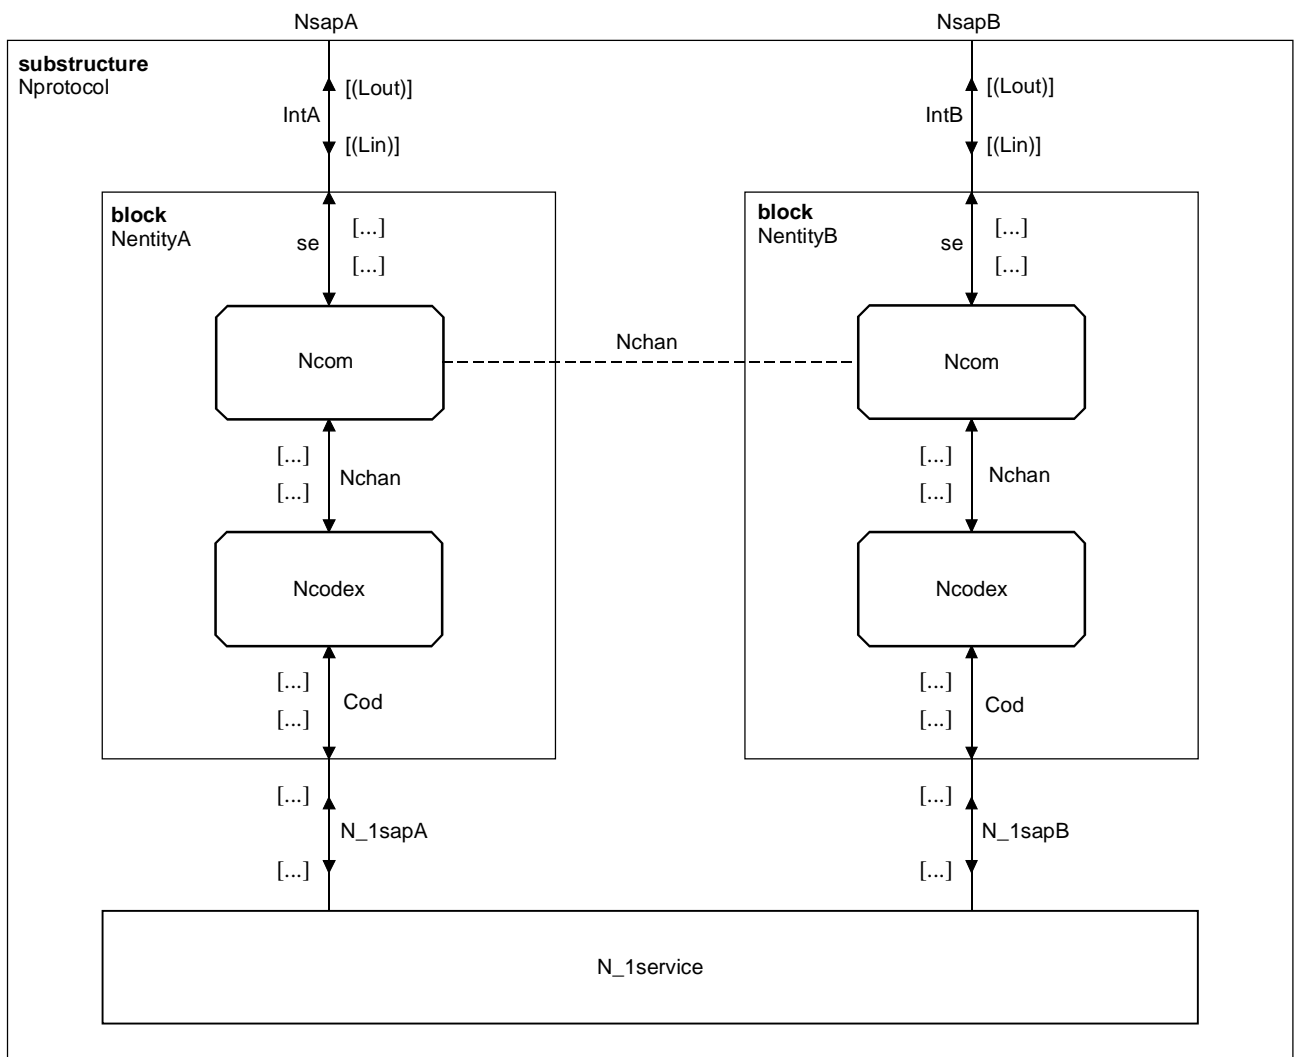 NsapA
NsapB
substructure
Nprotocol
[(Lout)]
[(Lout)]
IntA
IntB
[(Lin)]
[(Lin)]
block
NentityA
block
NentityB
[...]
[...]
se
se
[...]
[...]
Ncom
Nchan
Ncom
[...]
[...]
Nchan
Nchan
[...]
[...]
Ncodex
Ncodex
[...]
[...]
Cod
Cod
[...]
[...]
[...]
[...]
N_1sapA
N_1sapB
[...]
[...]
N_1service